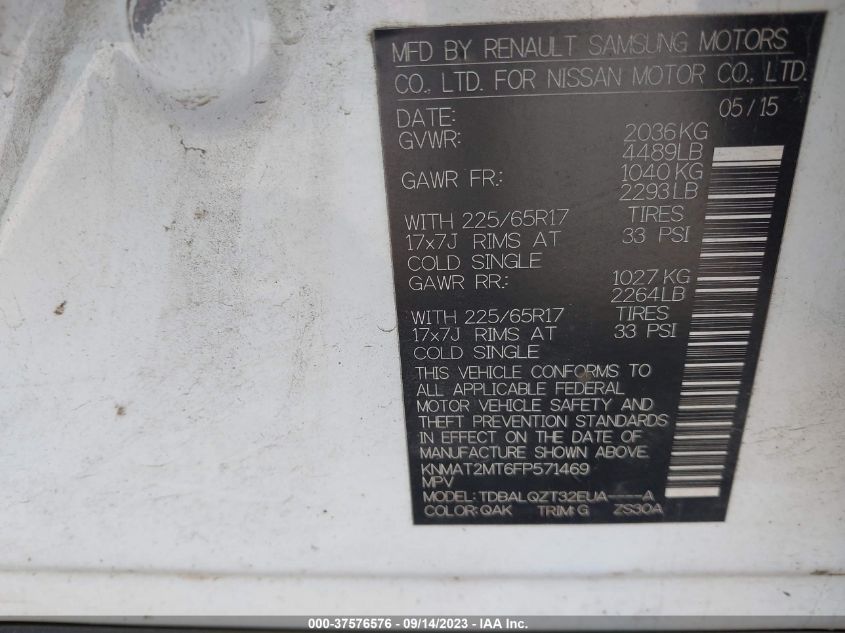 MFD BY RENAULT SAMSUNG MOTORS
CO., LTD. FOR NISSAN MOTOR CO., LTD.
DATE: 05/15
GVWR: 2036KG
4489LB
GAWR FR.: 1040KG
2293LB
WITH 225/65R17 TIRES
17x7J RIMS AT 33 PSI
COLD SINGLE
GAWR RR.: 1027KG
2264LB
WITH 225/65R17 TIRES
17x7J RIMS AT 33 PSI
COLD SINGLE
THIS VEHICLE CONFORMS TO
ALL APPLICABLE FEDERAL
MOTOR VEHICLE SAFETY AND
THEFT PREVENTION STANDARDS
IN EFFECT ON THE DATE OF
MANUFACTURE SHOWN ABOVE.
KNMAT2MT6FP571469
MPV
MODEL: TDBALQZT32EUA----A
COLOR: QAK TRIM: G ZS30A
000-37576576 - 09/14/2023 - IAA Inc.